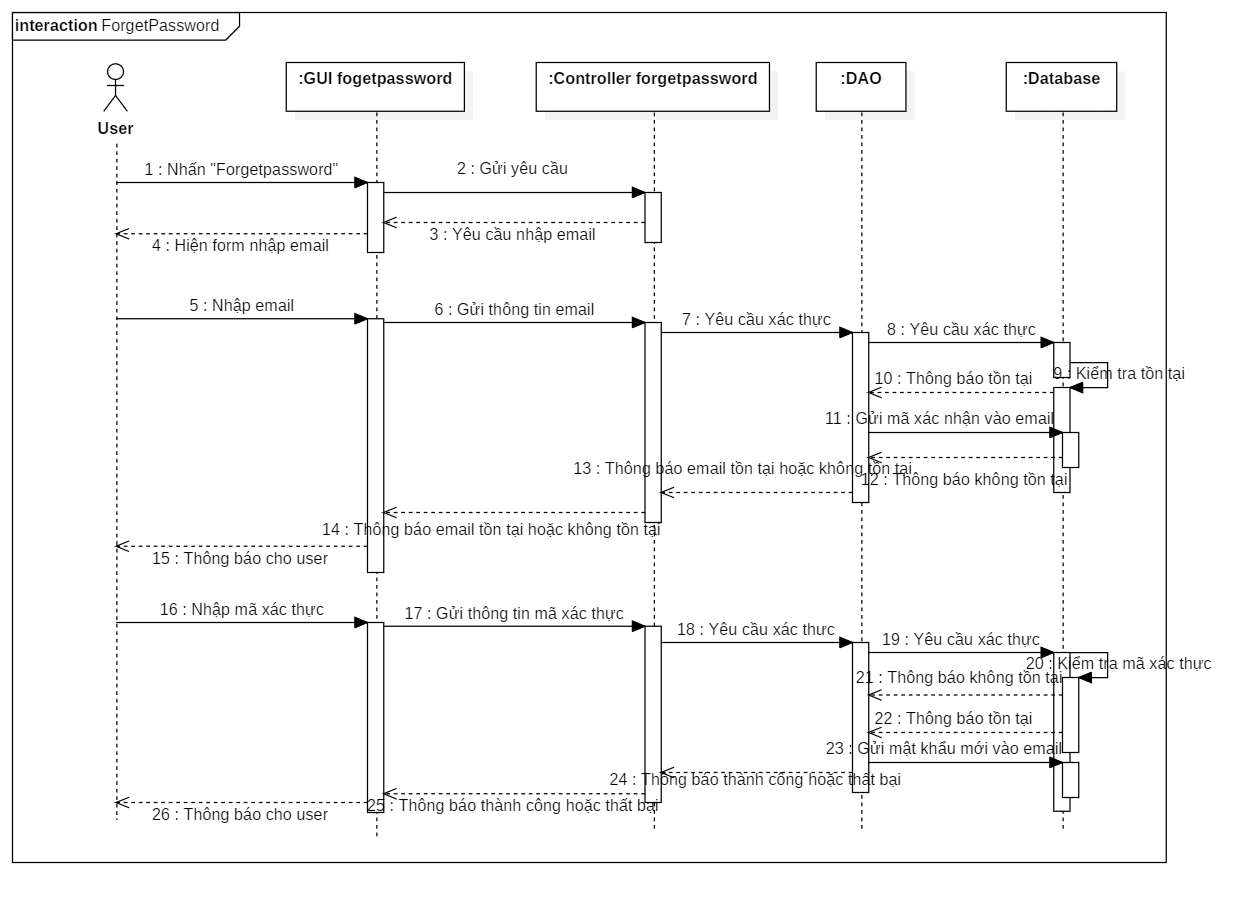 interaction ForgetPassword
:GUI fogetpassword
:Controller forgetpassword
:DAO
:Database
User
1 : Nhấn "Forgetpassword"
2 : Gửi yêu cầu
3 : Yêu cầu nhập email
4 : Hiện form nhập email
5 : Nhập email
6 : Gửi thông tin email
7 : Yêu cầu xác thực
8 : Yêu cầu xác thực
9 : Kiểm tra tồn tại
10 : Thông báo tồn tại
11 : Gửi mã xác nhận vào email
12 : Thông báo không tồn tại
13 : Thông báo email tồn tại hoặc không tồn tại
14 : Thông báo email tồn tại hoặc không tồn tại
15 : Thông báo cho user
16 : Nhập mã xác thực
17 : Gửi thông tin mã xác thực
18 : Yêu cầu xác thưc
19 : Yêu cầu xác thực
20 : Kiểm tra mã xác thực
21 : Thông báo không tồn tại
22 : Thông báo tồn tại
23 : Gửi mật khẩu mới vào email
24 : Thông báo thành công hoặc thất bại
25 : Thông báo thành công hoặc thất bại
26 : Thông báo cho user